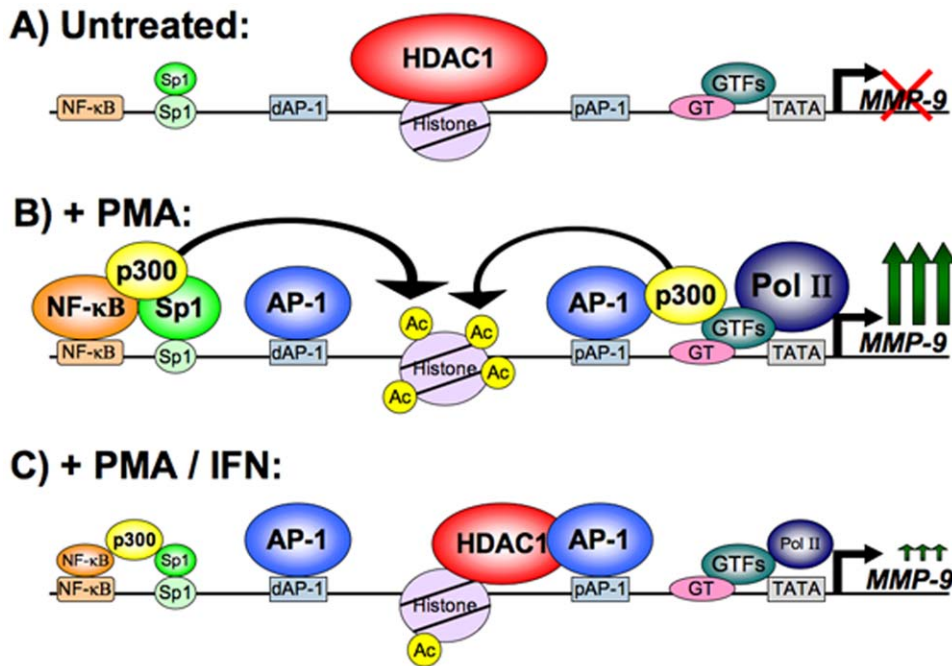 A) Untreated:
HDAC1
Sp1
GTFs
NF-κB Sp1 dAP-1 Histone pAP-1 GT TATA MMP-9
B) + PMA:
p300
NF-κB Sp1 AP-1 AP-1 p300 Pol II
Ac Ac
GTFs
MMP-9
NF-κB Sp1 dAP-1 Histone Ac pAP-1 GT TATA
Ac
C) + PMA / IFN:
p300 AP-1 HDAC1 AP-1 Pol II
NF-κB Sp1 GTFs
NF-κB Sp1 dAP-1 Histone pAP-1 GT TATA MMP-9
Ac